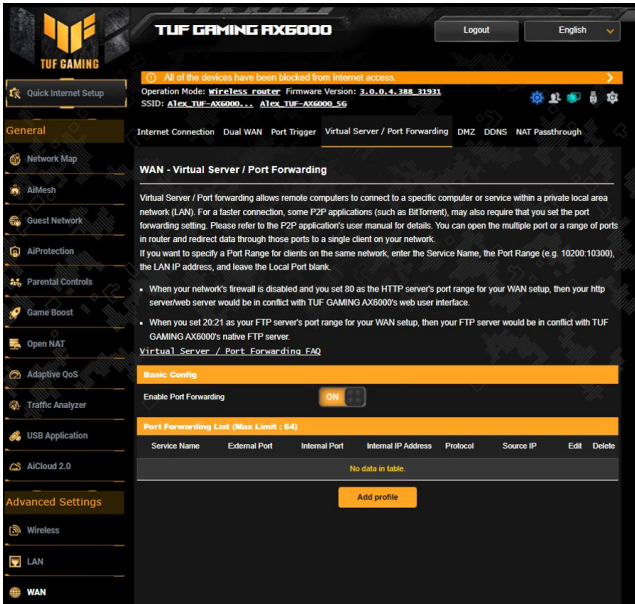 TUF GAMING
TUF GAMING AX6000
Logout
English
Quick Internet Setup
All of the devices have been blocked from Internet access.
Operation Mode: Wireless router Firmware Version: 3.0.0.4.388_31931
SSID: Alex_TUF-AX6000... Alex_TUF-AX6000_5G
General
Internet Connection Dual WAN Port Trigger Virtual Server / Port Forwarding DMZ DDNS NAT Passthrough
Network Map
AiMesh
Guest Network
AiProtection
Parental Controls
Game Boost
Open NAT
Adaptive QoS
Traffic Analyzer
USB Application
AiCloud 2.0
Advanced Settings
Wireless
LAN
WAN
WAN - Virtual Server / Port Forwarding
Virtual Server / Port forwarding allows remote computers to connect to a specific computer or service within a private local area
network (LAN). For a faster connection, some P2P applications (such as BitTorrent), may also require that you set the port
forwarding setting. Please refer to the P2P application's user manual for details. You can open the multiple port or a range of ports
in router and redirect data through those ports to a single client on your network.
If you want to specify a Port Range for clients on the same network, enter the Service Name, the Port Range (e.g. 10200:10300),
the LAN IP address, and leave the Local Port blank.
• When your network's firewall is disabled and you set 80 as the HTTP server's port range for your WAN setup, then your http
server/web server would be in conflict with TUF GAMING AX6000's web user interface.
• When you set 20:21 as your FTP server's port range for your WAN setup, then your FTP server would be in conflict with TUF
GAMING AX6000's native FTP server.
Virtual Server / Port Forwarding FAQ
Basic Config
Enable Port Forwarding
ON
Port Forwarding List (Max Limit : 64)
Service Name External Port Internal Port Internal IP Address Protocol Source IP Edit Delete
No data in table.
Add profile